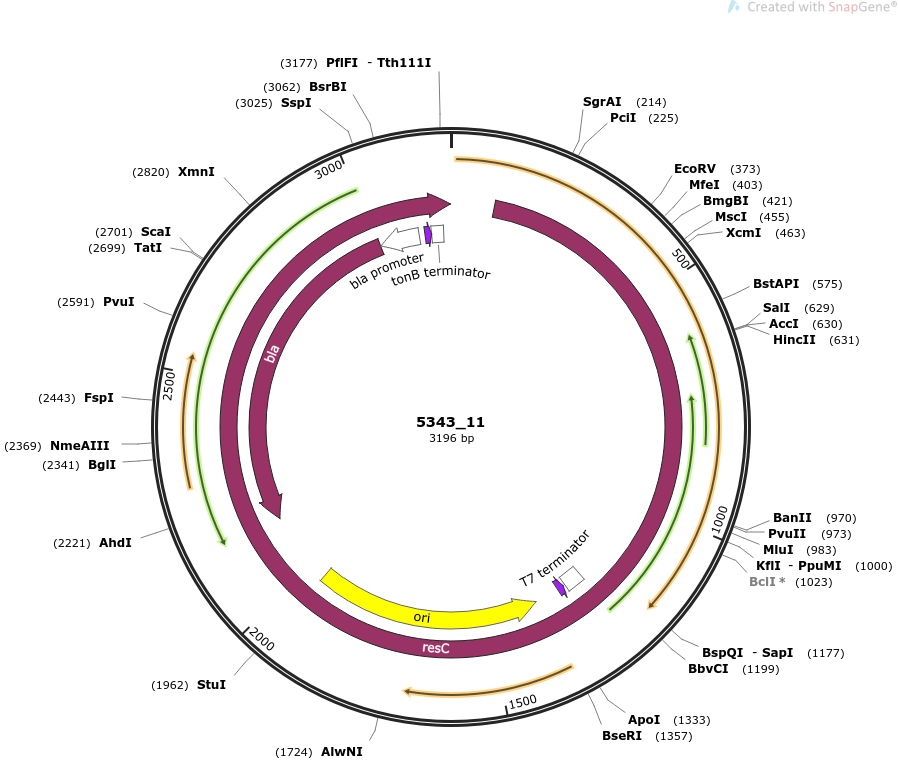 Created with SnapGene®
(3177) PflFI - Tth111I
(3062) BsrBI
(3025) SspI
SgrAI (214)
PciI (225)
3000
(2820) XmnI
EcoRV (373)
MfeI (403)
BmgBI (421)
MscI (455)
XcmI (463)
(2701) ScaI
(2699) TatI
500
bla promoter
tonB terminator
BstAPI (575)
(2591) PvuI
SalI (629)
AccI (630)
HincII (631)
bla
2500
(2443) FspI
5343_11
3196 bp
(2369) NmeAIII
(2341) BglI
BanII (970)
1000
PvuII (973)
(2221) AhdI
MluI (983)
KflI - PpuMI (1000)
BclI * (1023)
T7 terminator
ori
2000
resC
BspQI - SapI (1177)
BbvCI (1199)
(1962) StuI
1500
ApoI (1333)
BseRI (1357)
(1724) AlwNI